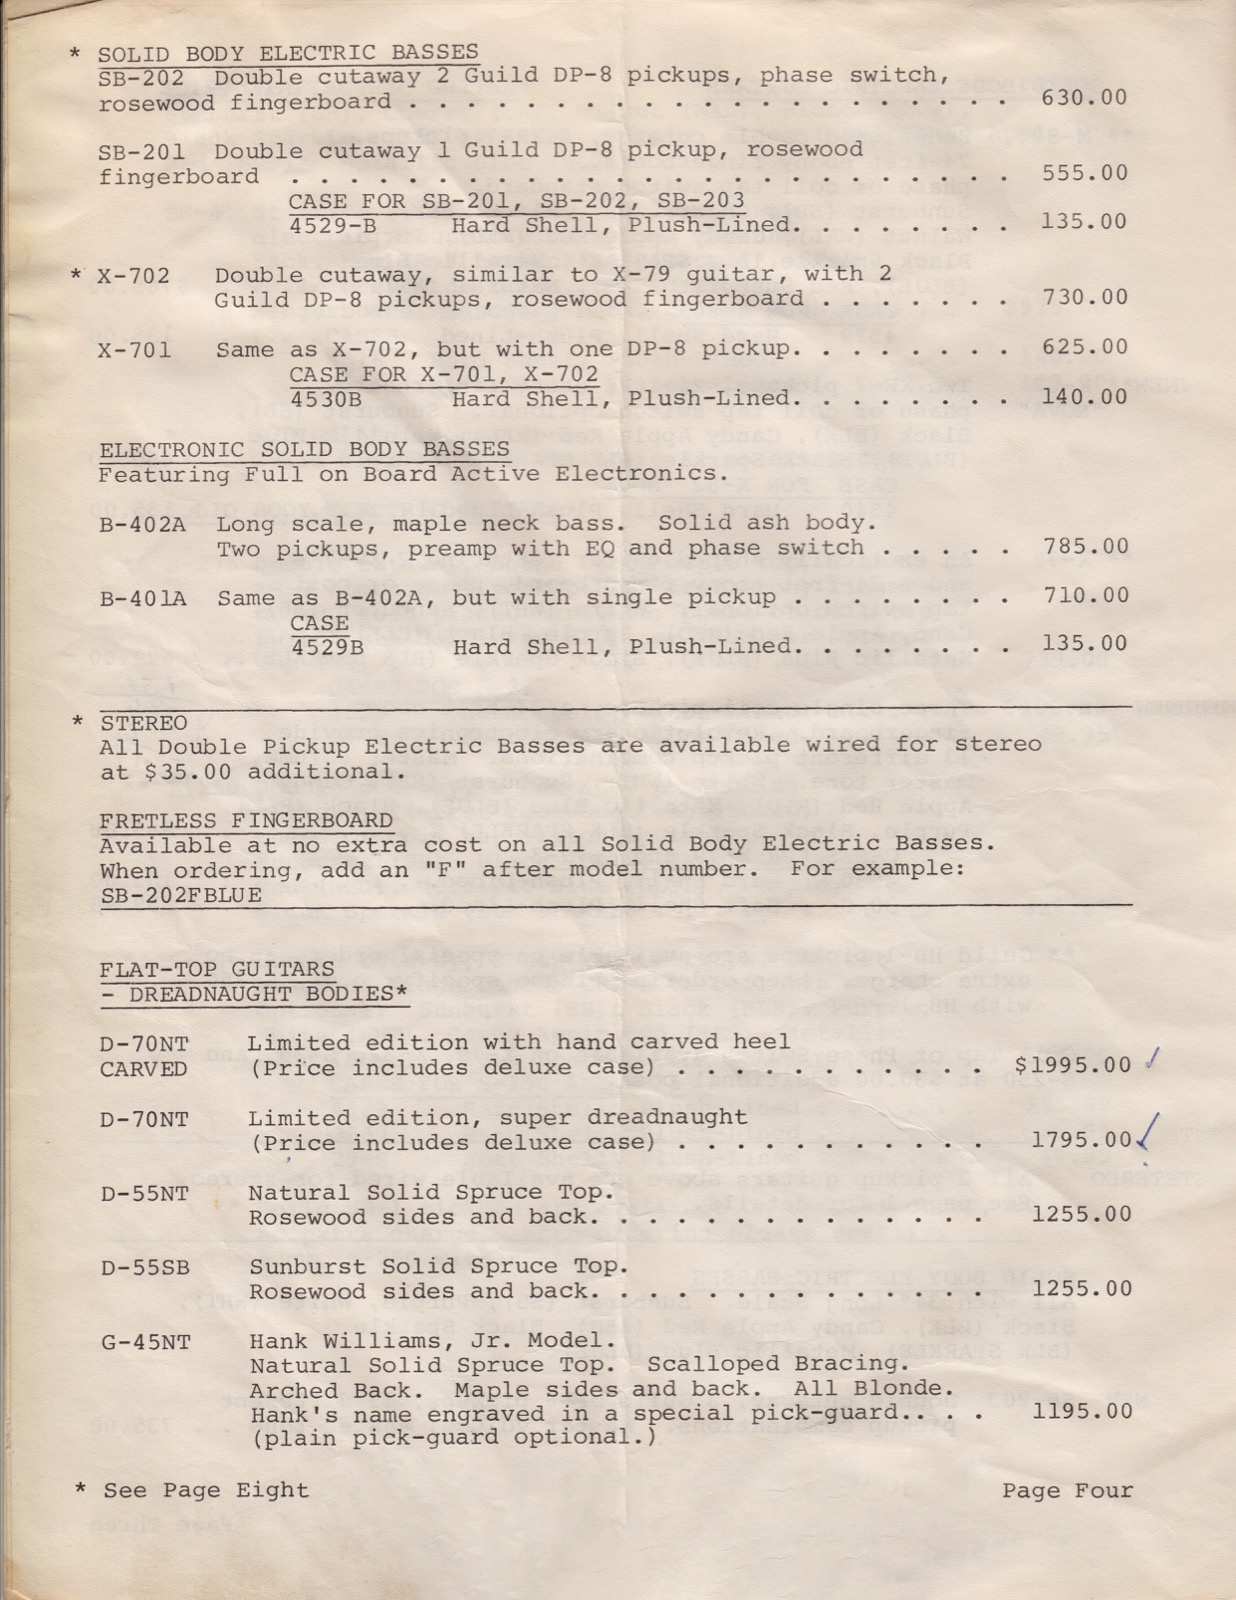 * SOLID BODY ELECTRIC BASSES
SB-202 Double cutaway 2 Guild DP-8 pickups, phase switch,
rosewood fingerboard . . . . . . . . . . . . . . . . . . . . . 630.00
SB-201 Double cutaway 1 Guild DP-8 pickup, rosewood
fingerboard . . . . . . . . . . . . . . . . . . . . . . . . . 555.00
CASE FOR SB-201, SB-202, SB-203
4529-B Hard Shell, Plush-Lined. . . . . . . . 135.00
* X-702 Double cutaway, similar to X-79 guitar, with 2
Guild DP-8 pickups, rosewood fingerboard . . . . . . . 730.00
X-701 Same as X-702, but with one DP-8 pickup. . . . . . . . 625.00
CASE FOR X-701, X-702
4530B Hard Shell, Plush-Lined. . . . . . . . 140.00
ELECTRONIC SOLID BODY BASSES
Featuring Full on Board Active Electronics.
B-402A Long scale, maple neck bass. Solid ash body.
Two pickups, preamp with EQ and phase switch . . . . . 785.00
B-401A Same as B-402A, but with single pickup . . . . . . . . 710.00
CASE
4529B Hard Shell, Plush-Lined. . . . . . . . 135.00
* STEREO
All Double Pickup Electric Basses are available wired for stereo
at $35.00 additional.
FRETLESS FINGERBOARD
Available at no extra cost on all Solid Body Electric Basses.
When ordering, add an "F" after model number. For example:
SB-202FBLUE
FLAT-TOP GUITARS
- DREADNAUGHT BODIES*
D-70NT Limited edition with hand carved heel
CARVED (Price includes deluxe case) . . . . . . . . . . . $1995.00
D-70NT Limited edition, super dreadnaught
(Price includes deluxe case) . . . . . . . . . . . 1795.00
D-55NT Natural Solid Spruce Top.
Rosewood sides and back. . . . . . . . . . . . . . 1255.00
D-55SB Sunburst Solid Spruce Top.
Rosewood sides and back. . . . . . . . . . . . . . 1255.00
G-45NT Hank Williams, Jr. Model.
Natural Solid Spruce Top. Scalloped Bracing.
Arched Back. Maple sides and back. All Blonde.
Hank's name engraved in a special pick-guard.. . . 1195.00
(plain pick-guard optional.)
* See Page Eight Page Four